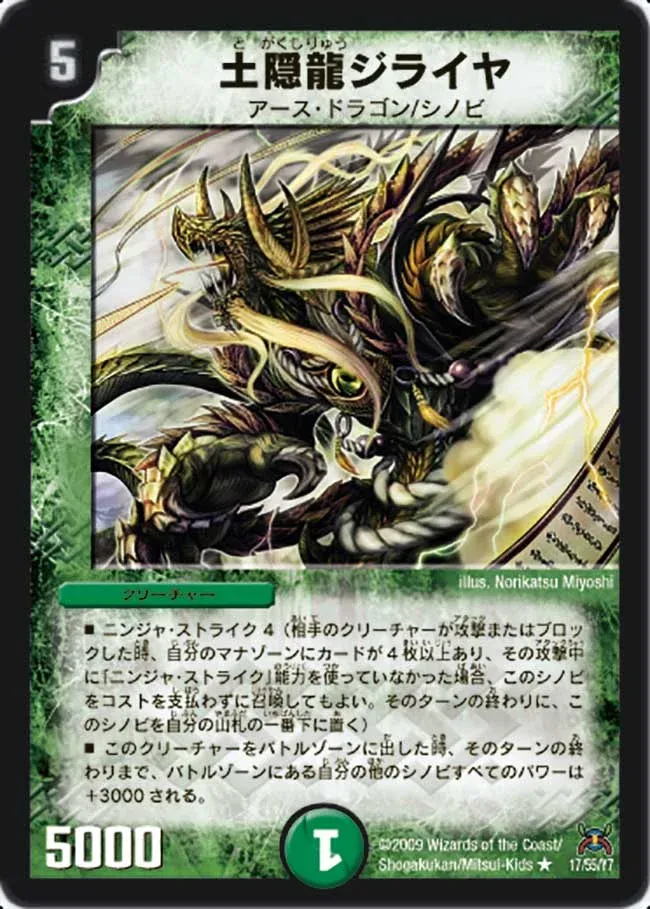 5
とがくしりゅう
土隠龍ジライヤ
アース・ドラゴン/シノビ
illus. Norikatsu Miyoshi
クリーチャー
■ ニンジャ・ストライク 4（相手のクリーチャーが攻撃またはブロッ
クした時、自分のマナゾーンにカードが 4 枚以上あり、その攻撃中
に「ニンジャ・ストライク」能力を使っていなかった場合、このシノビ
をコストを支払わずに召喚してもよい。そのターンの終わりに、こ
のシノビを自分の山札の一番下に置く）
■ このクリーチャーをバトルゾーンに出した時、そのターンの終
わりまで、バトルゾーンにある自分の他のシノビすべてのパワーは
+3000 される。
5000
1
©2009 Wizards of the Coast/
Shogakukan/Mitsui-Kids ★
17/55/Y7